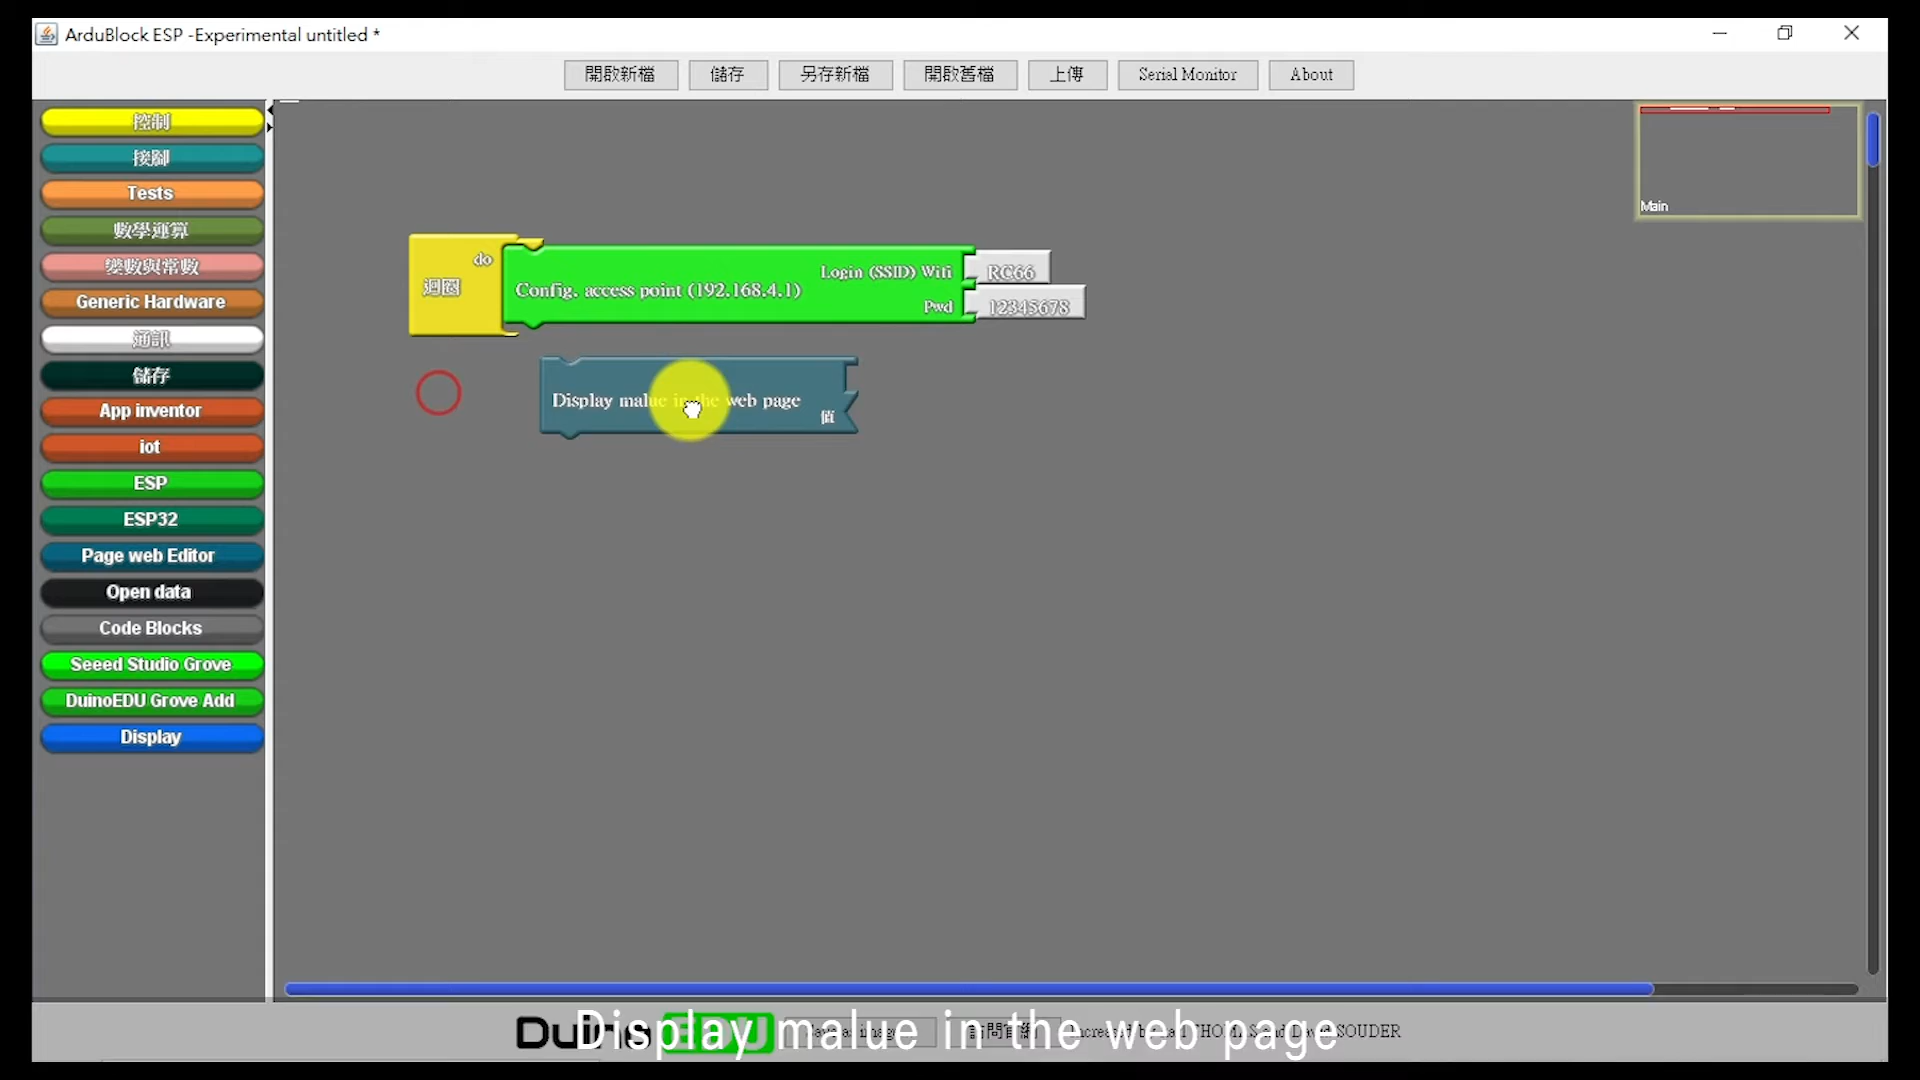 ArduBlock ESP -Experimental untitled *
開啟新檔 儲存 另存新檔 開啟舊檔 上傳 Serial Monitor About
控制
接腳
Tests
數學運算
變數與常數
Generic Hardware
通訊
儲存
App inventor
iot
ESP
ESP32
Page web Editor
Open data
Code Blocks
Seeed Studio Grove
DuinoEDU Grove Add
Display
Main
do
迴圈
Config. access point (192.168.4.1)
Login (SSID) Wifi RC66
Pwd 12345678
Display malue in the web page
值
Display malue in the web page